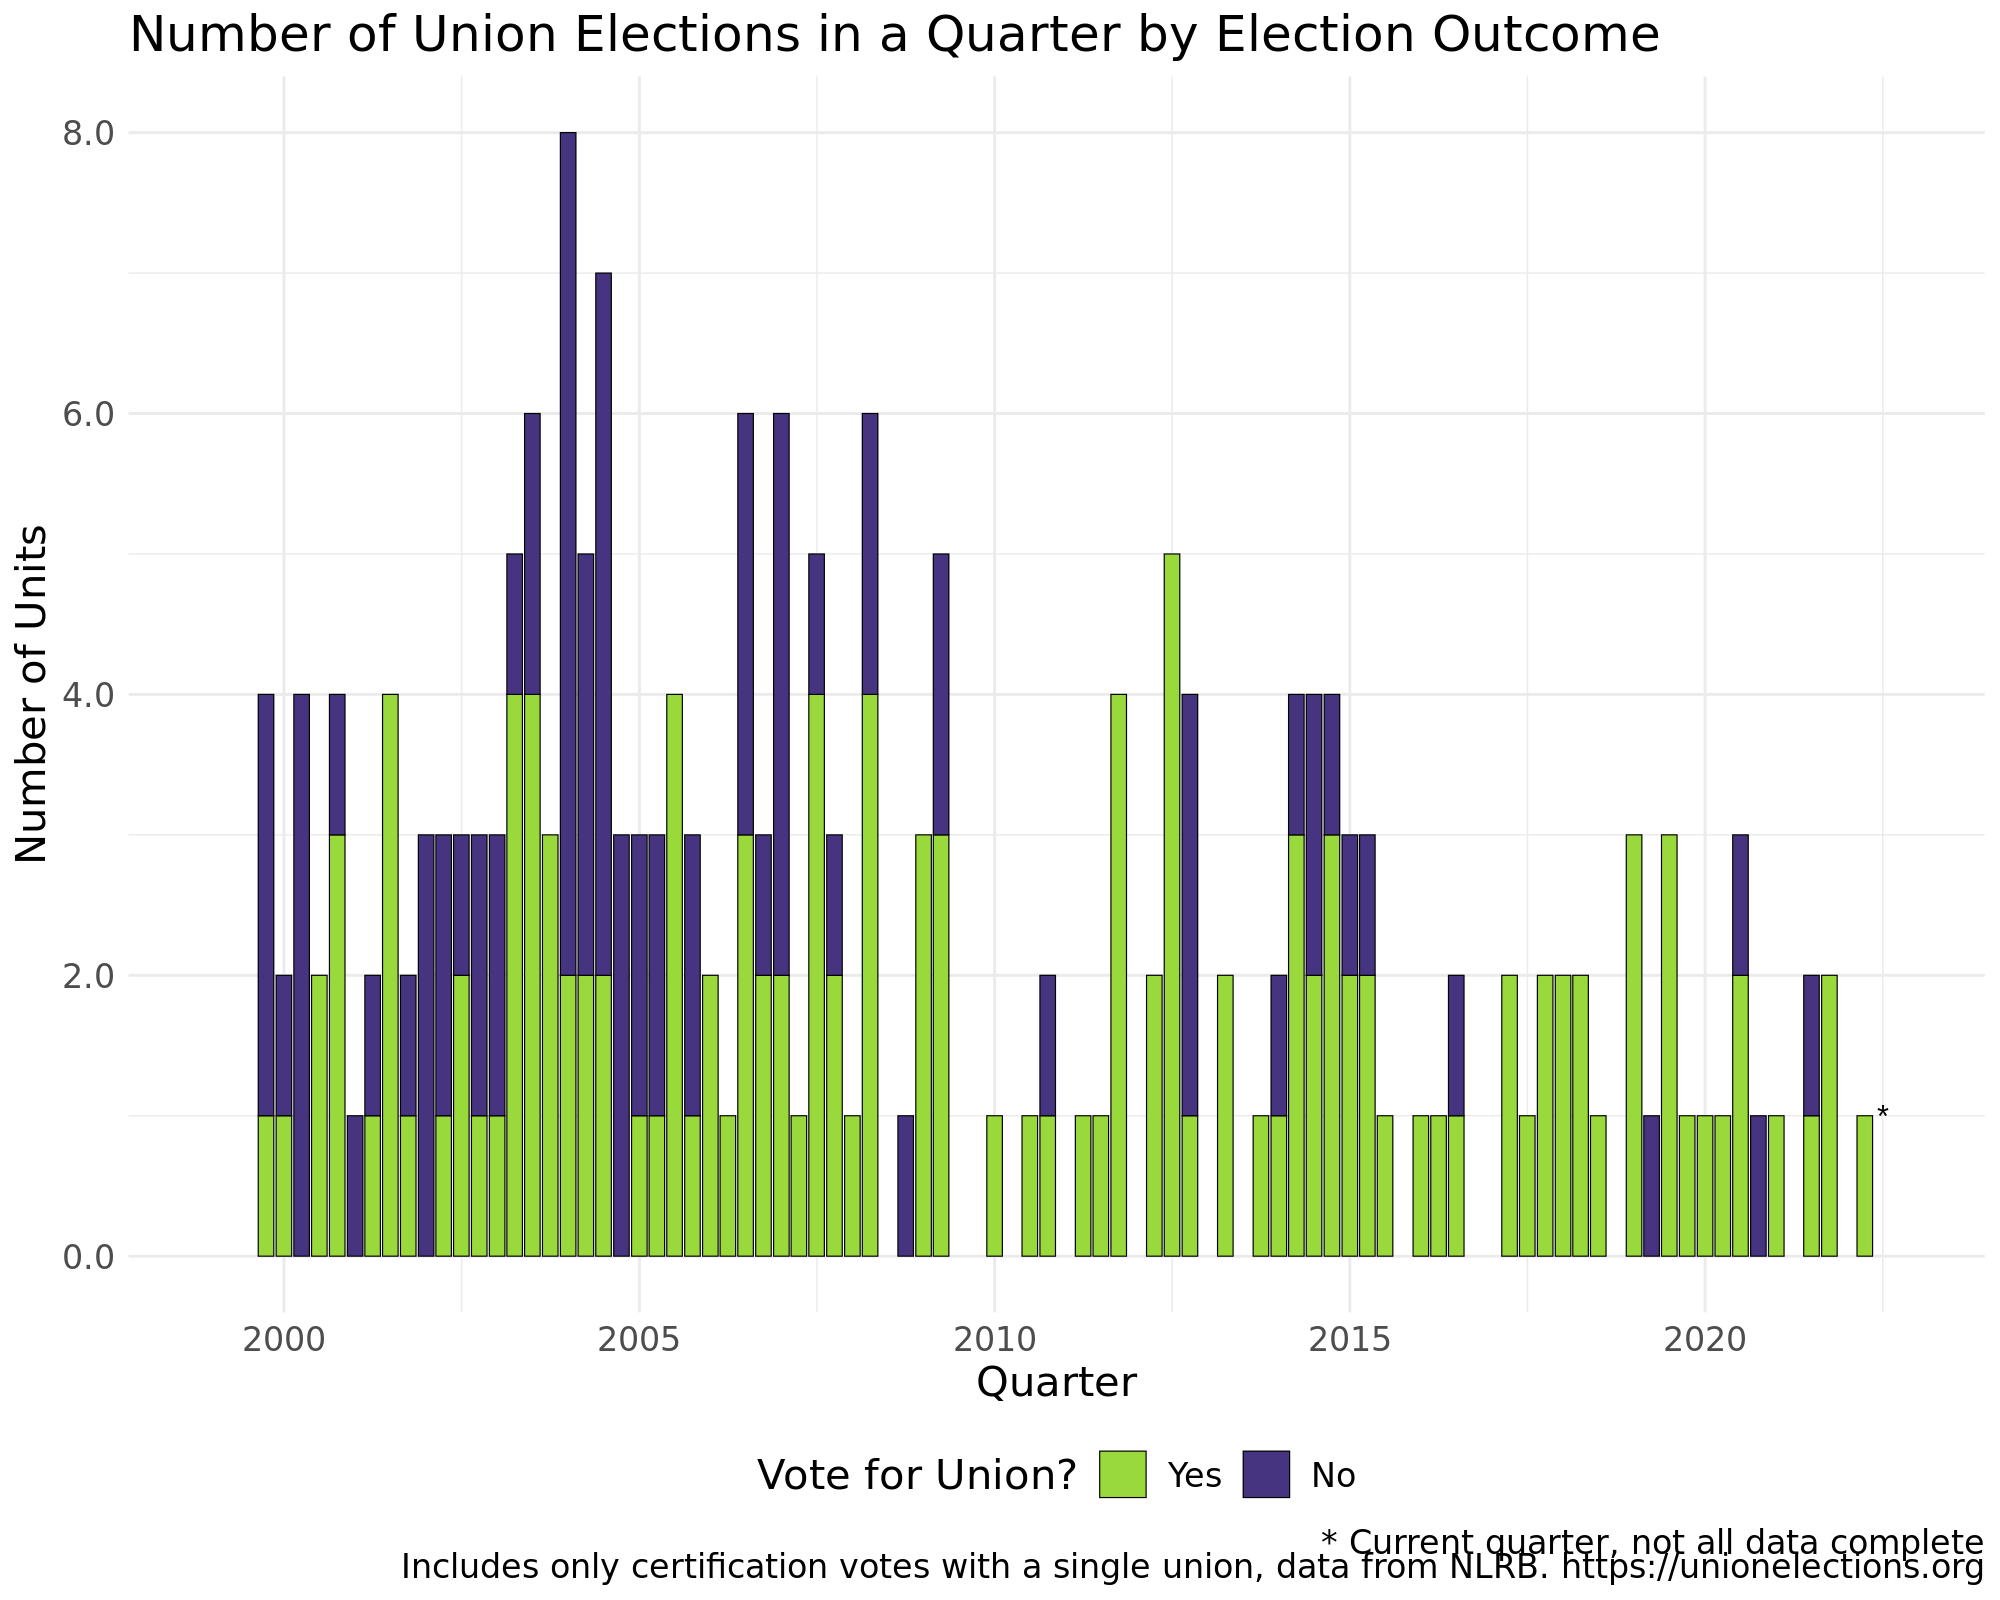 Number of Union Elections in a Quarter by Election Outcome
8.0
6.0
4.0
2.0
0.0
Number of Units
*
2000 2005 2010 2015 2020
Quarter
Vote for Union? Yes No
* Current quarter, not all data complete
Includes only certification votes with a single union, data from NLRB. https://unionelections.org